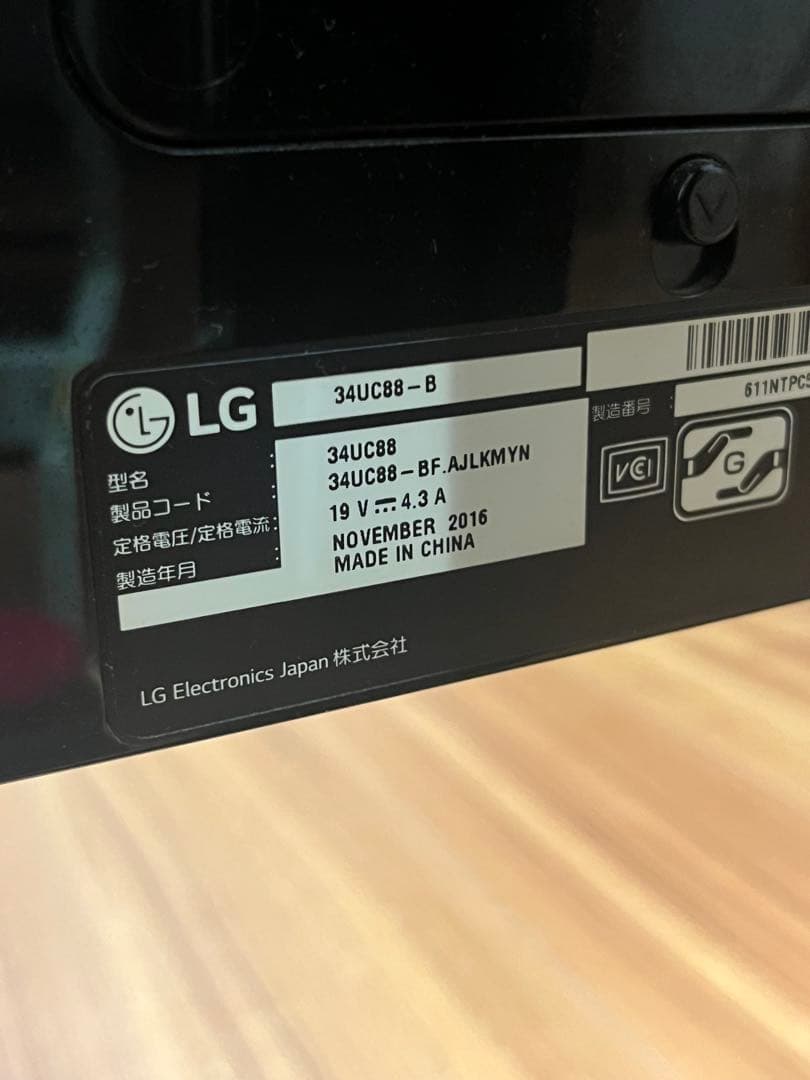 LG
34UC88-B
型名 :
34UC88
製品コード :
34UC88-BF.AJLKMYN
定格電圧/定格電流:
19 V ⎓ 4.3 A
製造年月 :
NOVEMBER 2016
MADE IN CHINA
製造番号 :
611NTPC5
VCCI
G
LG Electronics Japan 株式会社